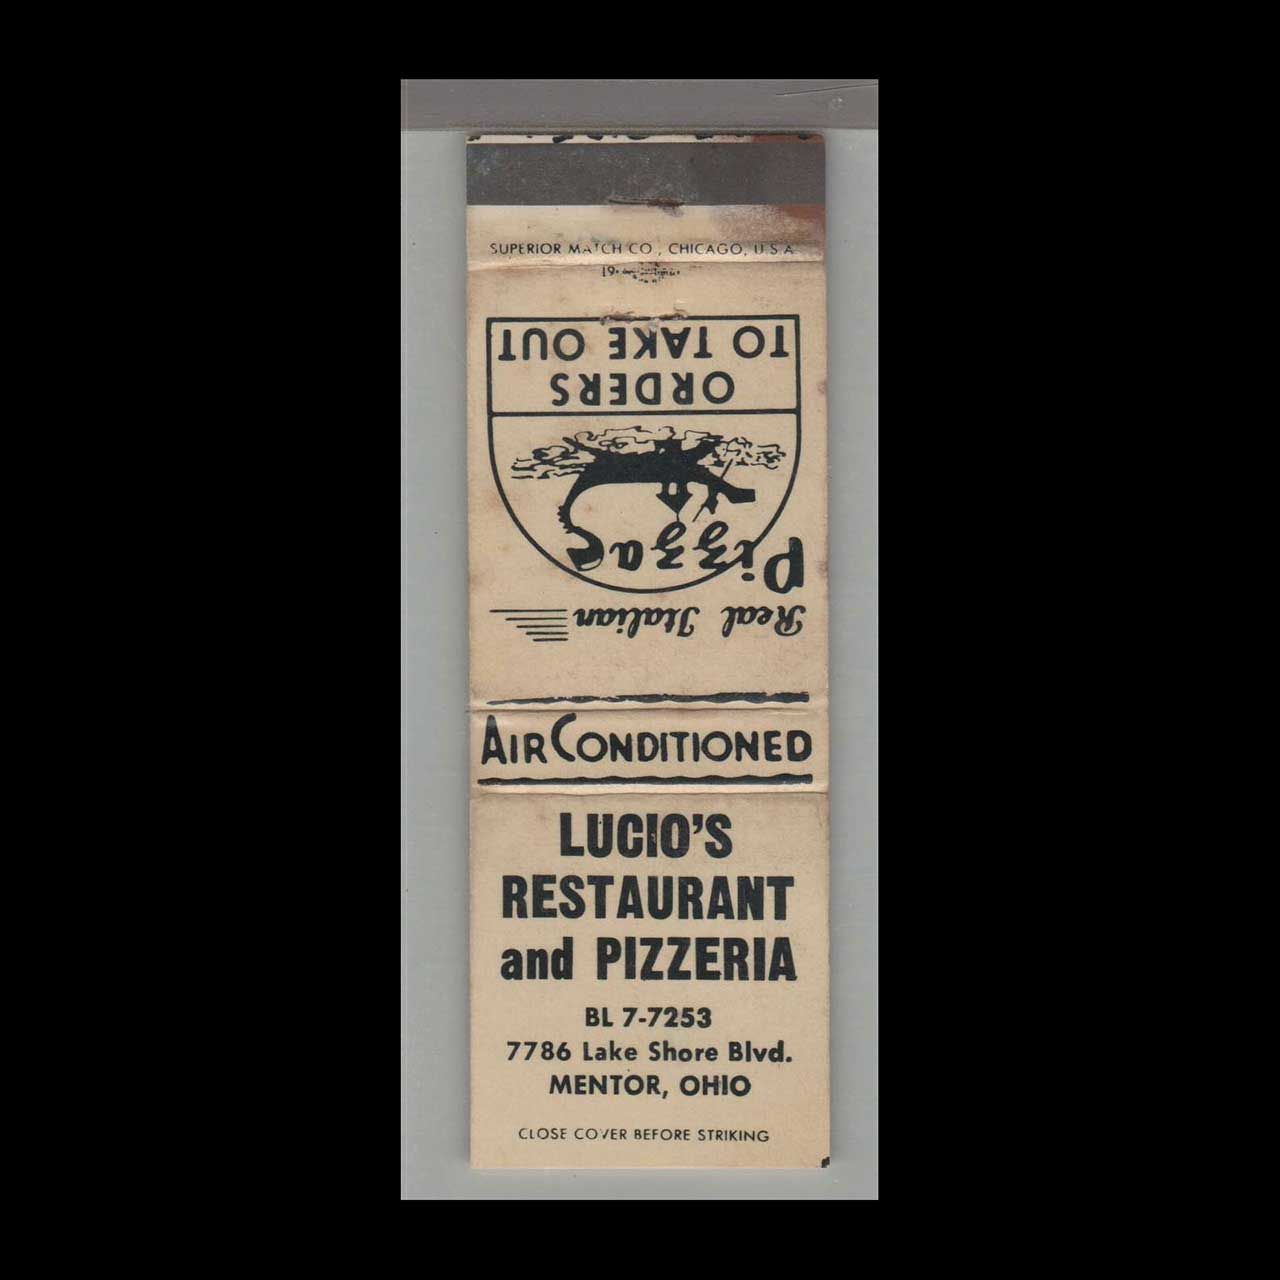 SUPERIOR MATCH CO., CHICAGO, U.S.A.
Real Italian
Pizza
ORDERS
TO TAKE OUT
AIR CONDITIONED
LUCIO'S
RESTAURANT
and PIZZERIA
BL 7-7253
7786 Lake Shore Blvd.
MENTOR, OHIO
CLOSE COVER BEFORE STRIKING